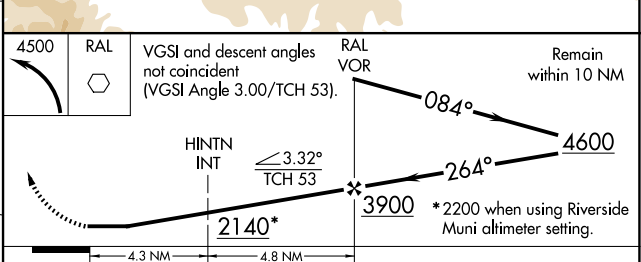 4500
RAL
VGSI and descent angles
not coincident
(VGSI Angle 3.00/TCH 53).
RAL
VOR
Remain
within 10 NM
084°
4600
264°
HINTN
INT
3.32°
TCH 53
3900
2140*
*2200 when using Riverside
Muni altimeter setting.
4.3 NM
4.8 NM